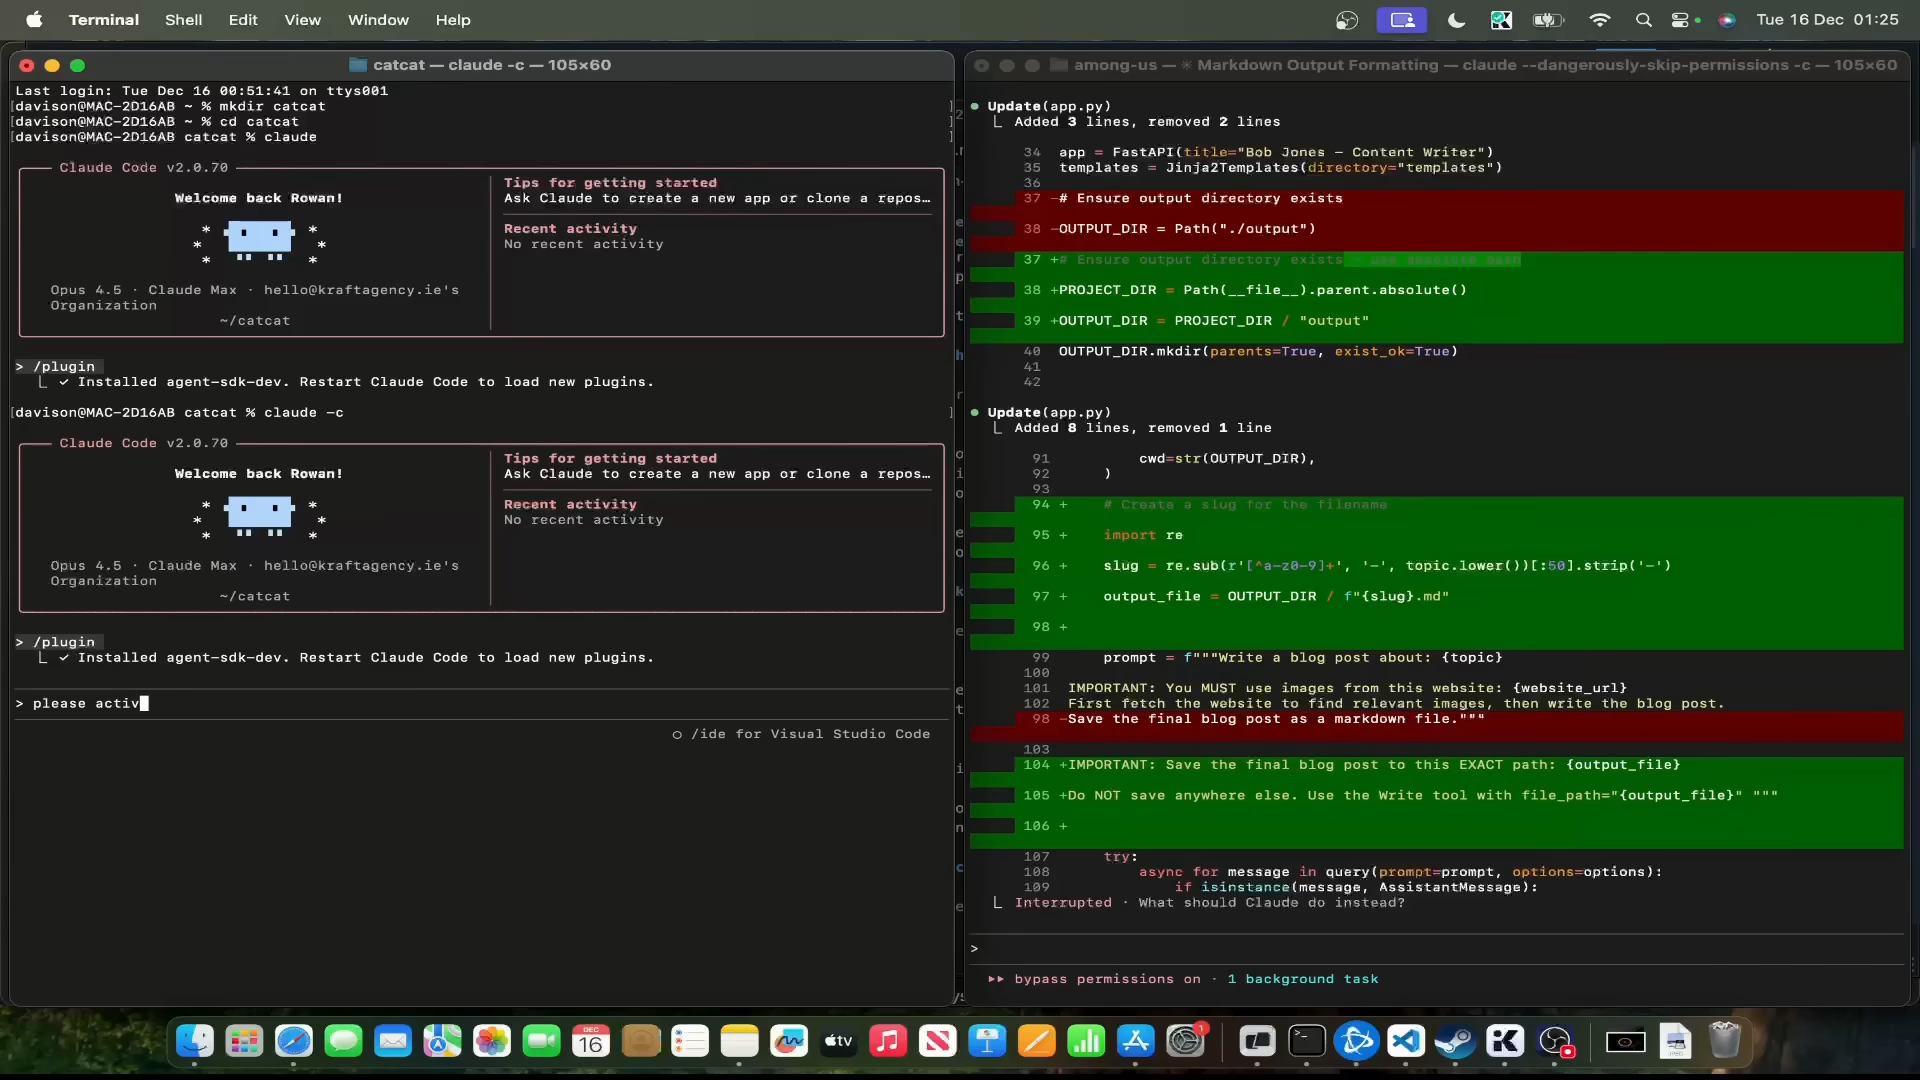 Terminal Shell Edit View Window Help
Tue 16 Dec 01:25
catcat — claude -c — 105×60
Last login: Tue Dec 16 00:51:41 on ttys001
[davison@MAC-2D16AB ~ % mkdir catcat ]
[davison@MAC-2D16AB ~ % cd catcat ]
[davison@MAC-2D16AB catcat % claude ]
Claude Code v2.0.70
Welcome back Rowan!
Opus 4.5 · Claude Max · hello@kraftagency.ie's
Organization
~/catcat
Tips for getting started
Ask Claude to create a new app or clone a repos…
Recent activity
No recent activity
> /plugin
⎿ ✓ Installed agent-sdk-dev. Restart Claude Code to load new plugins.
[davison@MAC-2D16AB catcat % claude -c ]
Claude Code v2.0.70
Welcome back Rowan!
Opus 4.5 · Claude Max · hello@kraftagency.ie's
Organization
~/catcat
Tips for getting started
Ask Claude to create a new app or clone a repos…
Recent activity
No recent activity
> /plugin
⎿ ✓ Installed agent-sdk-dev. Restart Claude Code to load new plugins.
> please activ
○ /ide for Visual Studio Code
among-us — ✳ Markdown Output Formatting — claude --dangerously-skip-permissions -c — 105×60
● Update(app.py)
⎿ Added 3 lines, removed 2 lines
34 app = FastAPI(title="Bob Jones - Content Writer")
35 templates = Jinja2Templates(directory="templates")
36
37 -# Ensure output directory exists
38 -OUTPUT_DIR = Path("./output")
37 +# Ensure output directory exists - use absolute path
38 +PROJECT_DIR = Path(__file__).parent.absolute()
39 +OUTPUT_DIR = PROJECT_DIR / "output"
40 OUTPUT_DIR.mkdir(parents=True, exist_ok=True)
41
42
● Update(app.py)
⎿ Added 8 lines, removed 1 line
91 cwd=str(OUTPUT_DIR),
92 )
93
94 + # Create a slug for the filename
95 + import re
96 + slug = re.sub(r'[^a-z0-9]+', '-', topic.lower())[:50].strip('-')
97 + output_file = OUTPUT_DIR / f"{slug}.md"
98 +
99 prompt = f"""Write a blog post about: {topic}
100
101 IMPORTANT: You MUST use images from this website: {website_url}
102 First fetch the website to find relevant images, then write the blog post.
98 -Save the final blog post as a markdown file."""
103
104 +IMPORTANT: Save the final blog post to this EXACT path: {output_file}
105 +Do NOT save anywhere else. Use the Write tool with file_path="{output_file}" """
106 +
107 try:
108 async for message in query(prompt=prompt, options=options):
109 if isinstance(message, AssistantMessage):
⎿ Interrupted · What should Claude do instead?
>
▸▸ bypass permissions on · 1 background task
DEC
16
tv
1